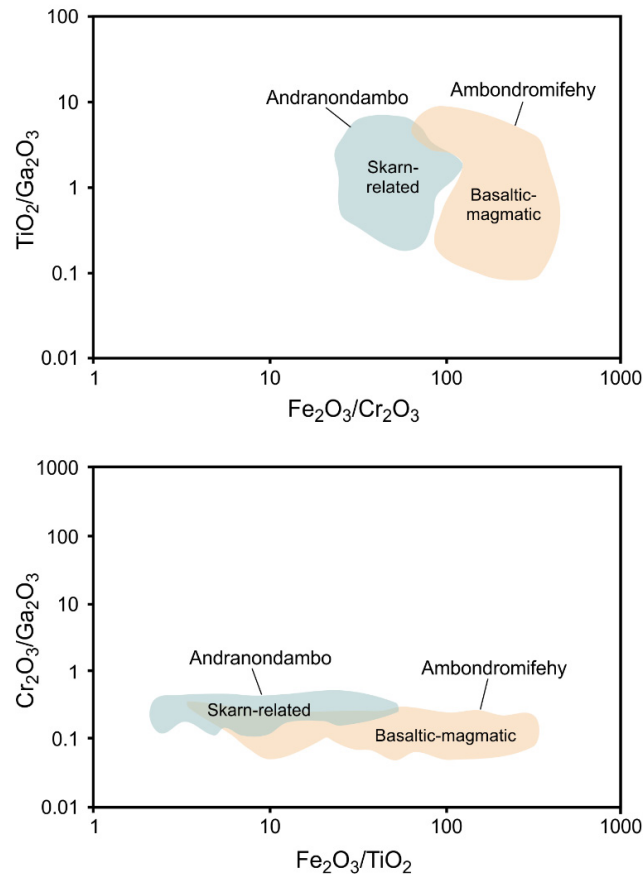 100
10
1
0.1
0.01
TiO₂/Ga₂O₃
Andranondambo
Ambondromifehy
Skarn-
related
Basaltic-
magmatic
1
10
100
1000
Fe₂O₃/Cr₂O₃
1000
100
10
1
0.1
0.01
Cr₂O₃/Ga₂O₃
Andranondambo
Ambondromifehy
Skarn-related
Basaltic-magmatic
1
10
100
1000
Fe₂O₃/TiO₂